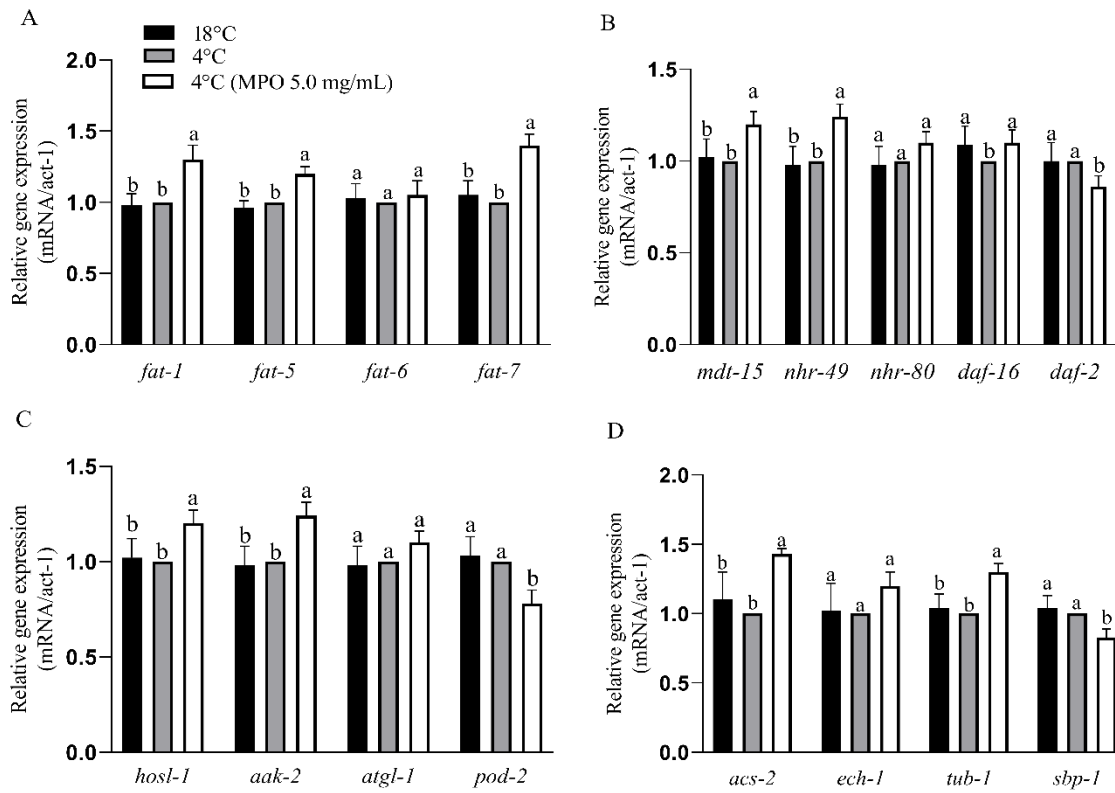 A
18°C
4°C
4°C (MPO 5.0 mg/mL)
Relative gene expression
(mRNA/act-1)
2.0
1.5
1.0
0.5
0.0
b b a
b b a
a a a
b b a
fat-1 fat-5 fat-6 fat-7
B
Relative gene expression
(mRNA/act-1)
1.5
1.0
0.5
0.0
b b a
b b a
a a a
a b a
a a b
mdt-15 nhr-49 nhr-80 daf-16 daf-2
C
Relative gene expression
(mRNA/act-1)
1.5
1.0
0.5
0.0
b b a
b b a
a a a
a a b
hosl-1 aak-2 atgl-1 pod-2
D
Relative gene expression
(mRNA/act-1)
2.0
1.5
1.0
0.5
0.0
b b a
a a a
b b a
a a b
acs-2 ech-1 tub-1 sbp-1